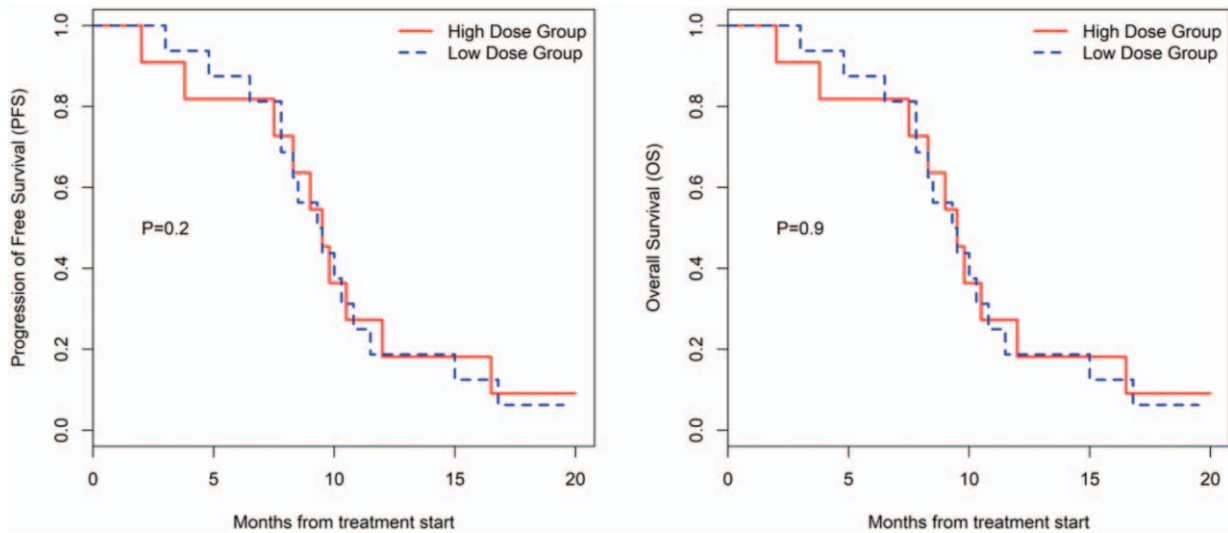 High Dose Group
Low Dose Group
P=0.2
Progression of Free Survival (PFS)
0.0
0.2
0.4
0.6
0.8
1.0
0
5
10
15
20
Months from treatment start
High Dose Group
Low Dose Group
P=0.9
Overall Survival (OS)
0.0
0.2
0.4
0.6
0.8
1.0
0
5
10
15
20
Months from treatment start